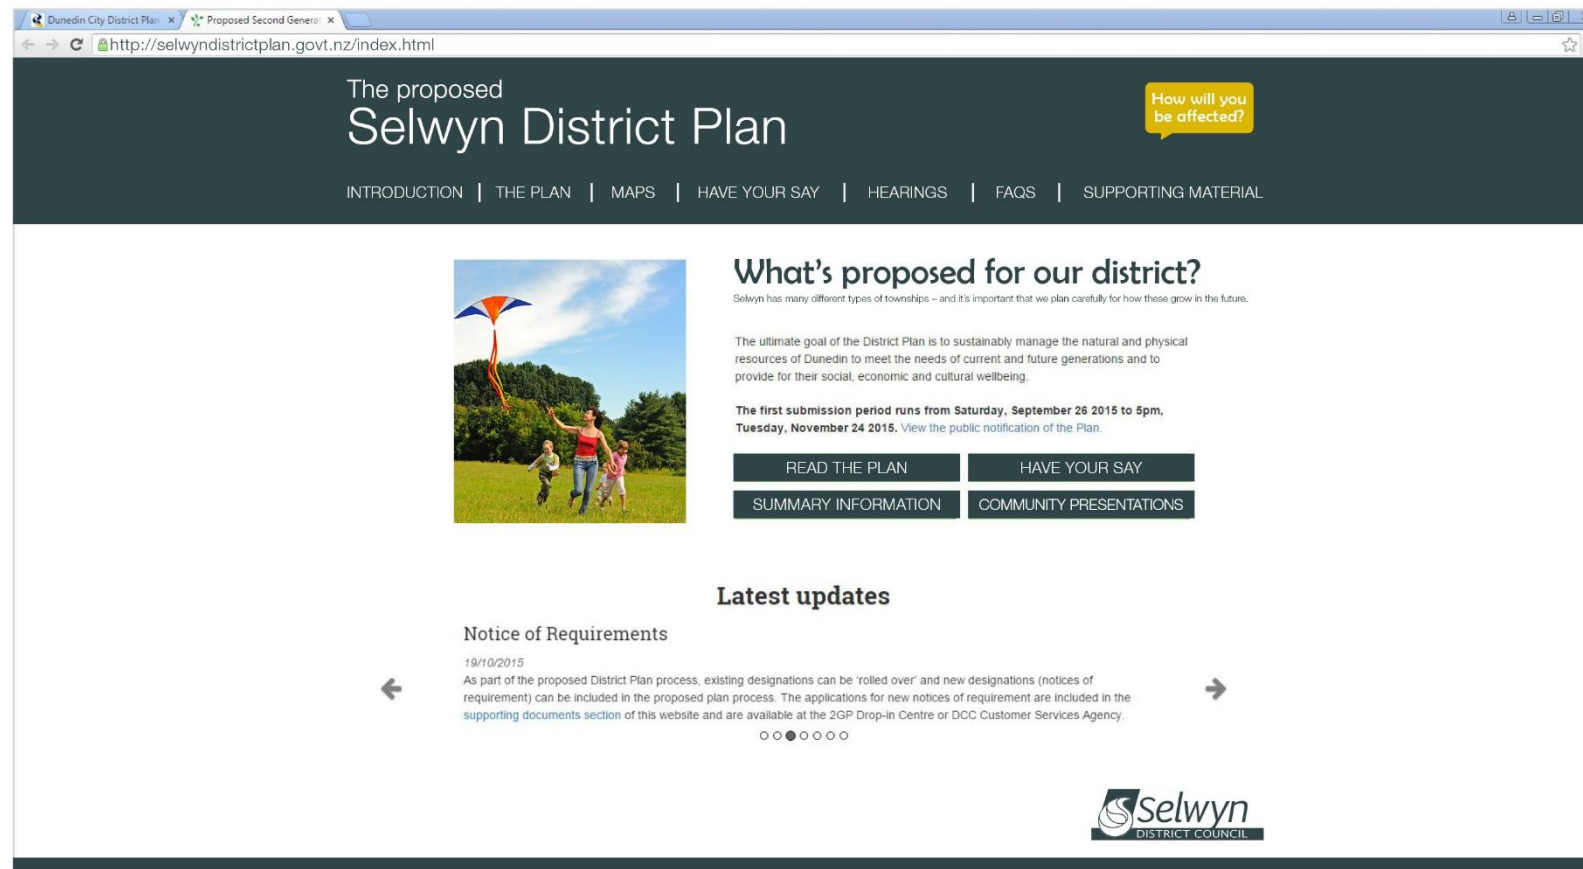 Dunedin City District Plan
Proposed Second Generat
http://selwyndistrictplan.govt.nz/index.html
The proposed
Selwyn District Plan
How will you
be affected?
INTRODUCTION | THE PLAN | MAPS | HAVE YOUR SAY | HEARINGS | FAQS | SUPPORTING MATERIAL
What's proposed for our district?
Selwyn has many different types of townships – and it's important that we plan carefully for how these grow in the future.
The ultimate goal of the District Plan is to sustainably manage the natural and physical
resources of Dunedin to meet the needs of current and future generations and to
provide for their social, economic and cultural wellbeing.
The first submission period runs from Saturday, September 26 2015 to 5pm,
Tuesday, November 24 2015. View the public notification of the Plan.
READ THE PLAN
HAVE YOUR SAY
SUMMARY INFORMATION
COMMUNITY PRESENTATIONS
Latest updates
Notice of Requirements
19/10/2015
As part of the proposed District Plan process, existing designations can be 'rolled over' and new designations (notices of
requirement) can be included in the proposed plan process. The applications for new notices of requirement are included in the
supporting documents section of this website and are available at the 2GP Drop-in Centre or DCC Customer Services Agency.
Selwyn
DISTRICT COUNCIL